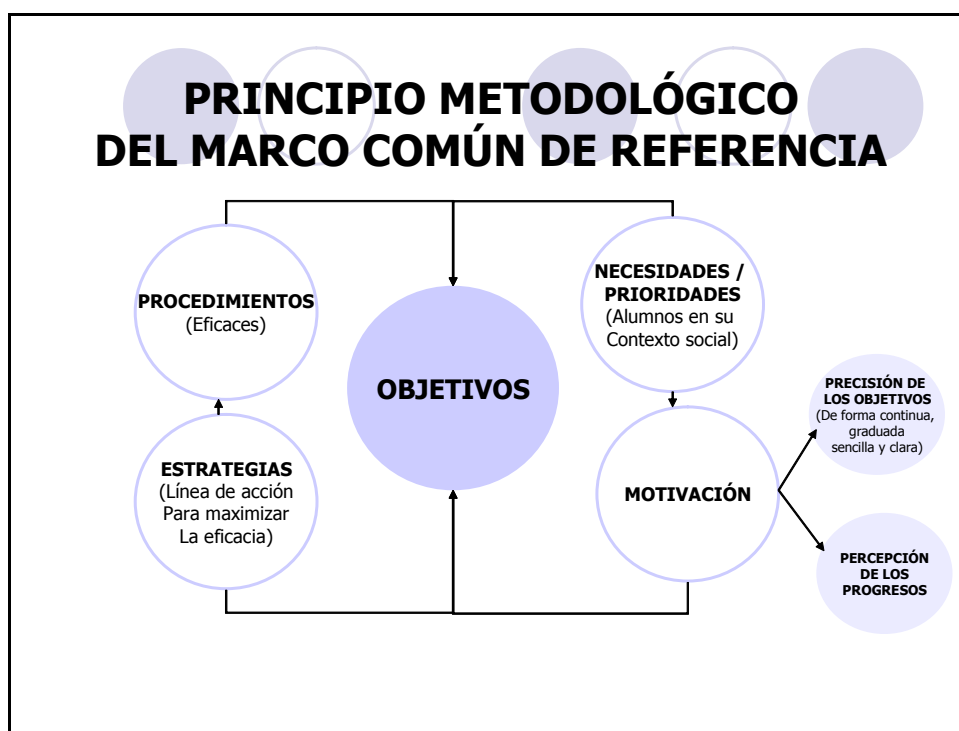 PRINCIPIO METODOLÓGICO
DEL MARCO COMÚN DE REFERENCIA
PROCEDIMIENTOS
(Eficaces)
ESTRATEGIAS
(Línea de acción
Para maximizar
La eficacia)
OBJETIVOS
NECESIDADES /
PRIORIDADES
(Alumnos en su
Contexto social)
MOTIVACIÓN
PRECISIÓN DE
LOS OBJETIVOS
(De forma continua,
graduada
sencilla y clara)
PERCEPCIÓN
DE LOS
PROGRESOS